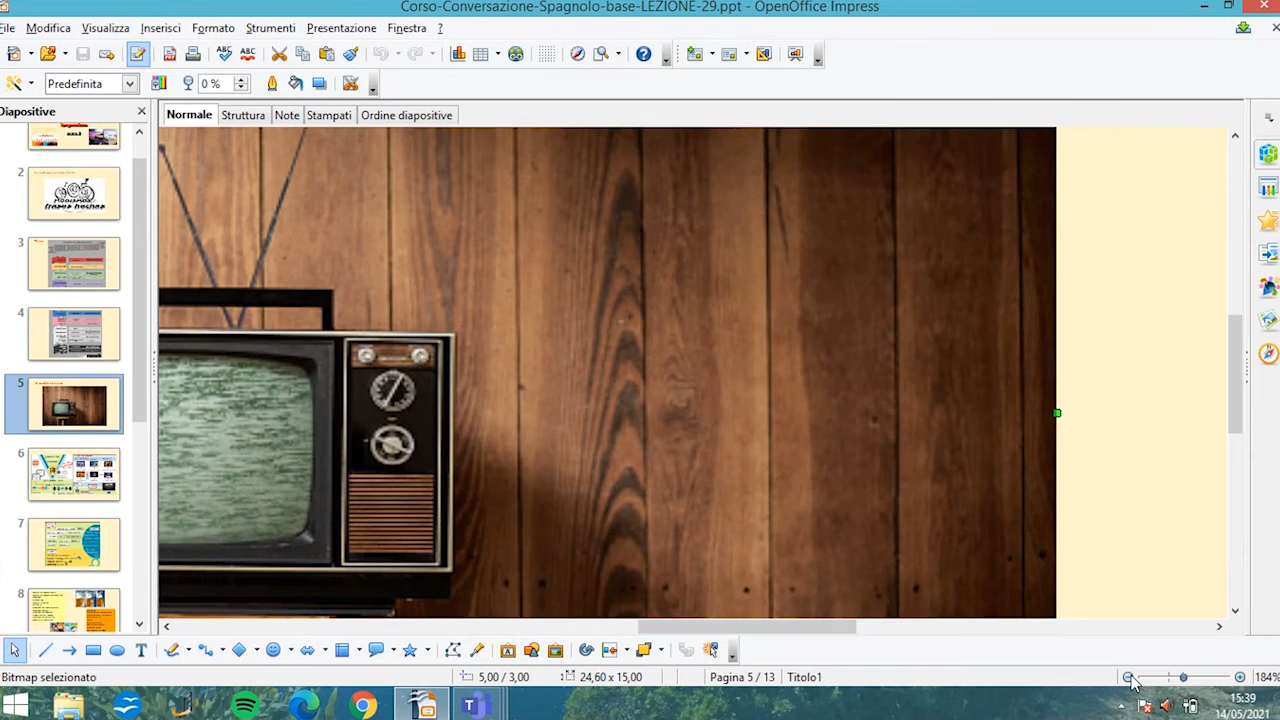 Corso-Conversazione-Spagnolo-base-LEZIONE-29.ppt - OpenOffice Impress
File Modifica Visualizza Inserisci Formato Strumenti Presentazione Finestra ?
Predefinita 0 %
Diapositive
Normale Struttura Note Stampati Ordine diapositive
2
3
4
5
6
7
8
Bitmap selezionato 5,00 / 3,00 24,60 x 15,00 Pagina 5 / 13 Titolo1 184%
15:39
14/05/2021